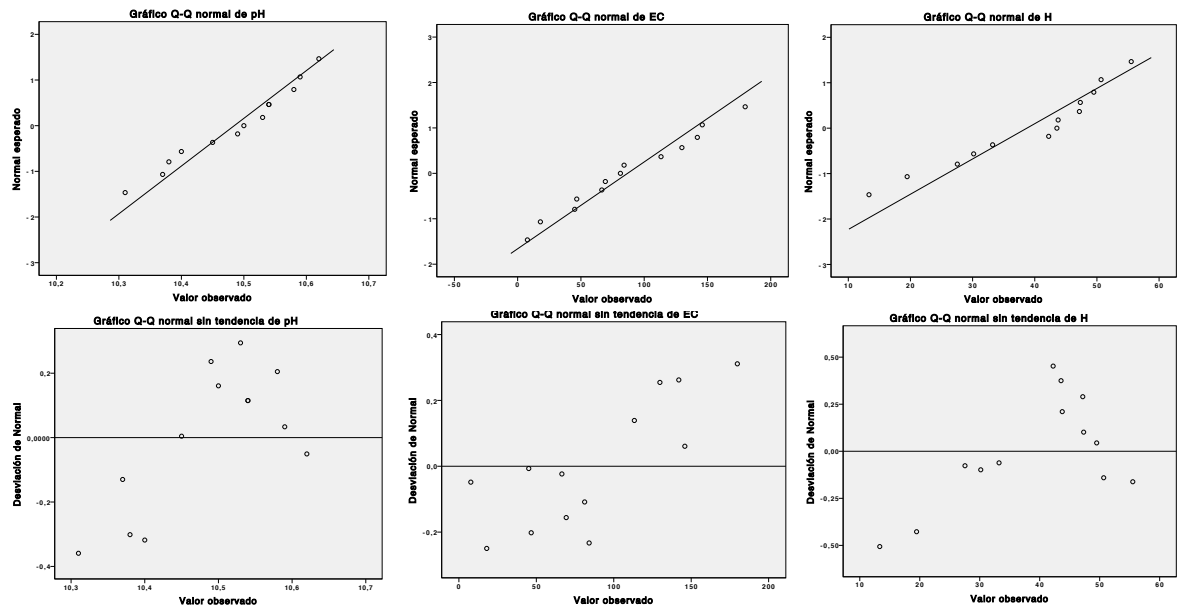 Gráfico Q-Q normal de pH
2
1
0
-1
-2
-3
Normal esperado
10,2 10,3 10,4 10,5 10,6 10,7
Valor observado
Gráfico Q-Q normal de EC
3
2
1
0
-1
-2
Normal esperado
-50 0 50 100 150 200
Valor observado
Gráfico Q-Q normal de H
2
1
0
-1
-2
-3
Normal esperado
10 20 30 40 50 60
Valor observado
Gráfico Q-Q normal sin tendencia de pH
0,2
0,0000
-0,2
-0,4
Desviación de Normal
10,3 10,4 10,5 10,6 10,7
Valor observado
Gráfico Q-Q normal sin tendencia de EC
0,4
0,2
0,0
-0,2
Desviación de Normal
0 50 100 150 200
Valor observado
Gráfico Q-Q normal sin tendencia de H
0,50
0,25
0,00
-0,25
-0,50
Desviación de Normal
10 20 30 40 50 60
Valor observado